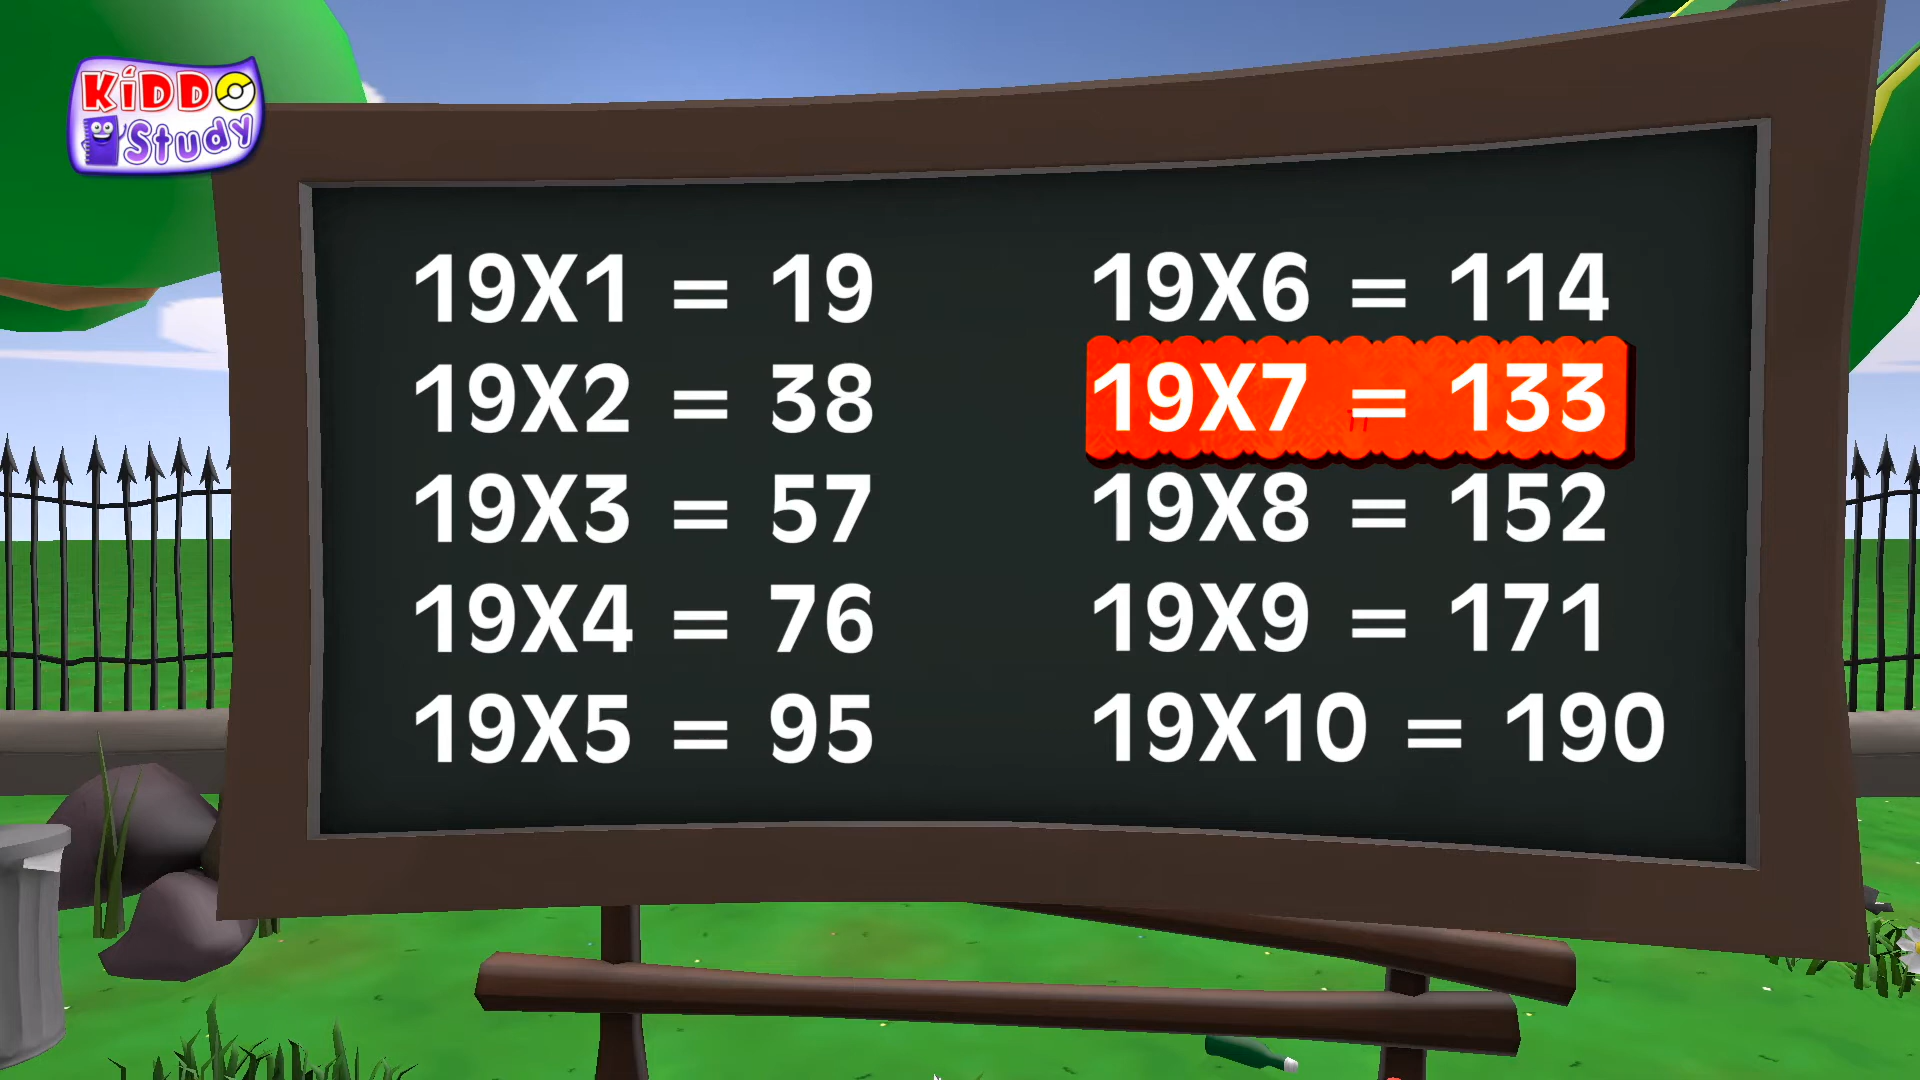 KiDDO
Study
19X1 = 19
19X2 = 38
19X3 = 57
19X4 = 76
19X5 = 95
19X6 = 114
19X7 = 133
19X8 = 152
19X9 = 171
19X10 = 190